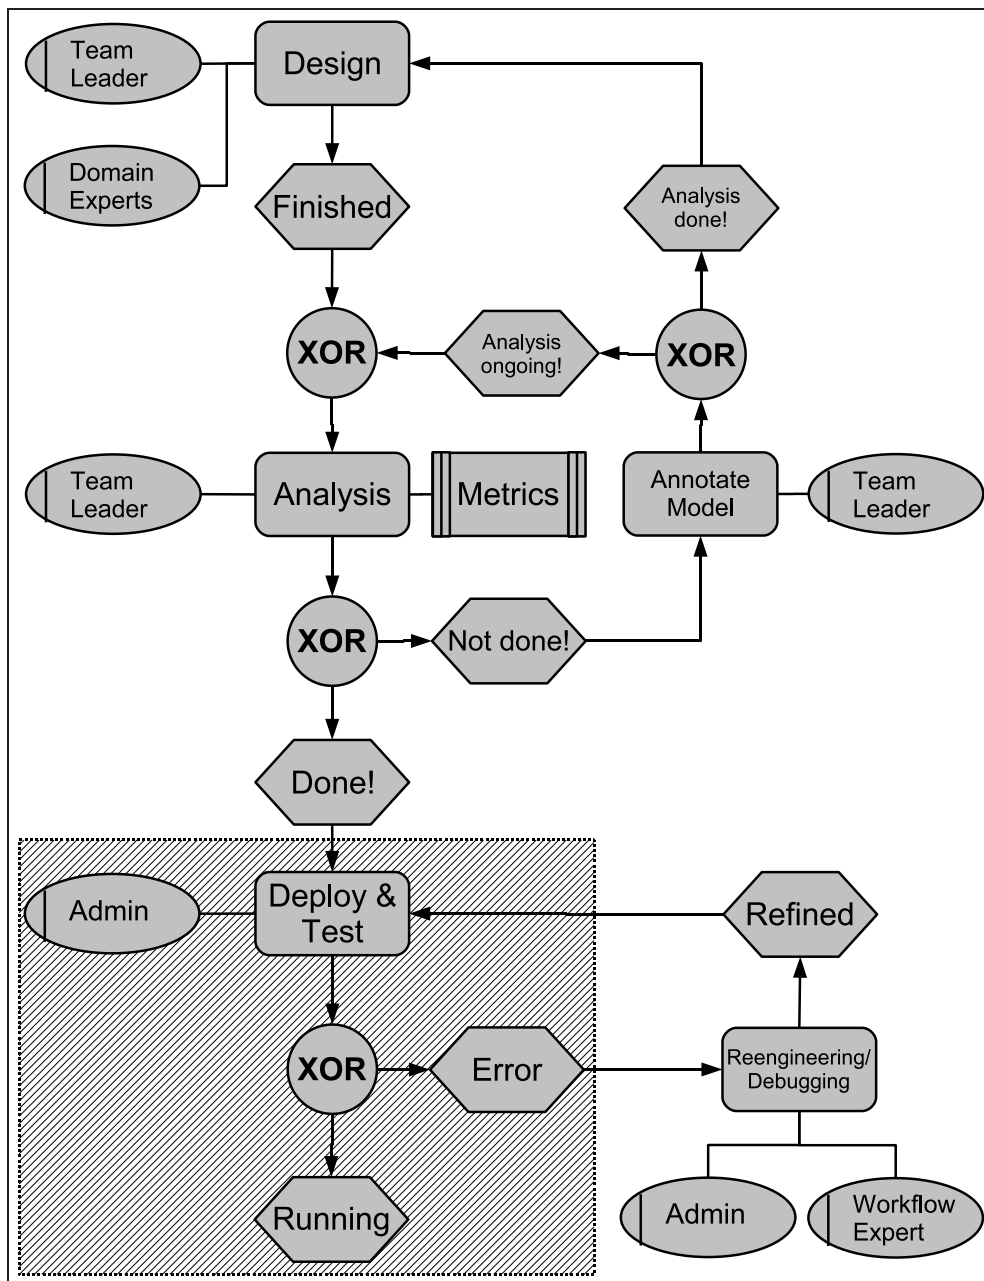 Team
Leader
Design
Domain
Experts
Finished
Analysis
done!
XOR
Analysis
ongoing!
XOR
Team
Leader
Analysis
Metrics
Annotate
Model
Team
Leader
XOR
Not done!
Done!
Admin
Deploy &
Test
Refined
XOR
Error
Reengineering/
Debugging
Running
Admin
Workflow
Expert